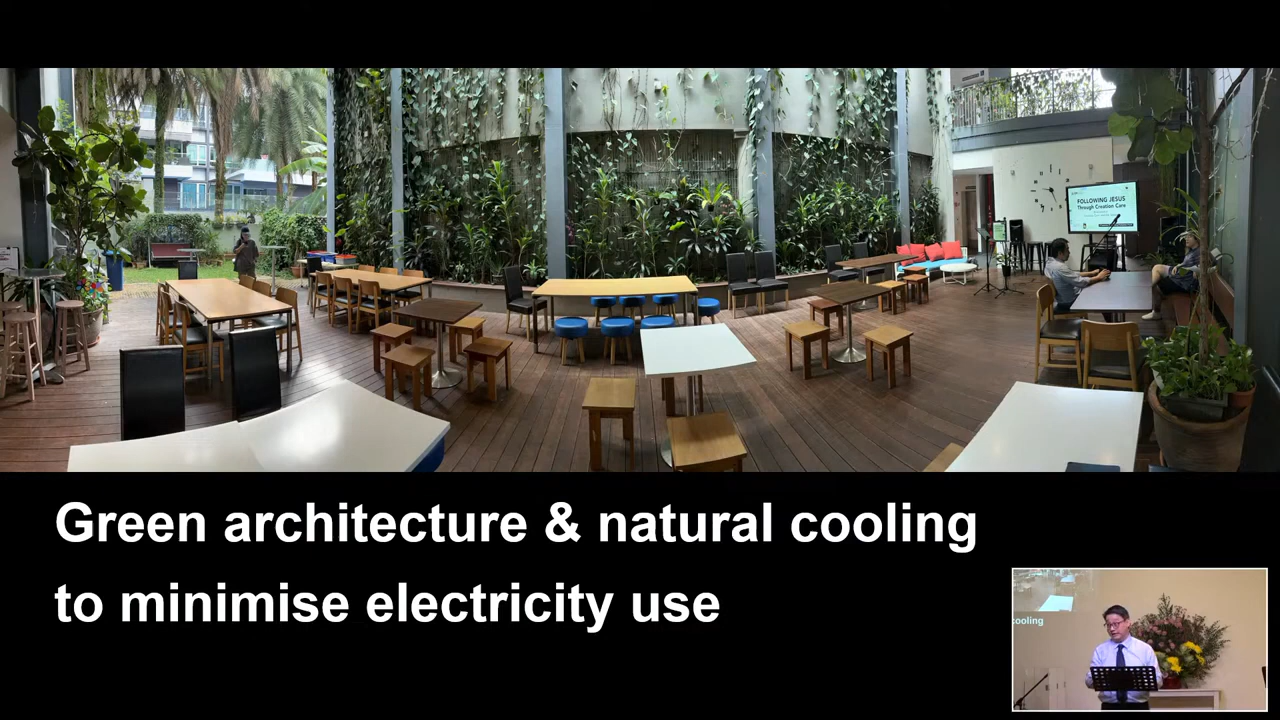 FOLLOWING JESUS
Through Creation Care
Green architecture & natural cooling
to minimise electricity use
cooling